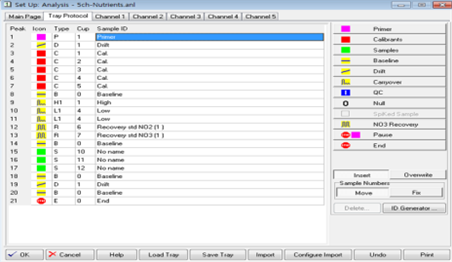 Set Up: Analysis - 5ch-Nutrients.anl
Main Page Tray Protocol Channel 1 Channel 2 Channel 3 Channel 4 Channel 5
Peak Icon Type Cup Sample ID
1 P 1 Primer
2 D 1 Drift
3 C 1 Cal.
4 C 2 Cal.
5 C 3 Cal.
6 C 4 Cal.
7 C 5 Cal.
8 B 0 Baseline
9 H1 1 High
10 L1 4 Low
11 L1 4 Low
12 R 6 Recovery std NO2 (1 )
13 R 7 Recovery std NO3 (1 )
14 B 0 Baseline
15 S 10 No name
16 S 11 No name
17 S 12 No name
18 B 0 Baseline
19 D 1 Drift
20 B 0 Baseline
21 E 0 End
Primer
Calibrants
Samples
Baseline
Drift
Carryover
QC
O Null
Spiked Sample
NO3 Recovery
Pause
End
Insert Overwrite
Sample Numbers
Move Fix
Delete... ID Generator...
OK Cancel Help Load Tray Save Tray Import Configure Import Undo Print